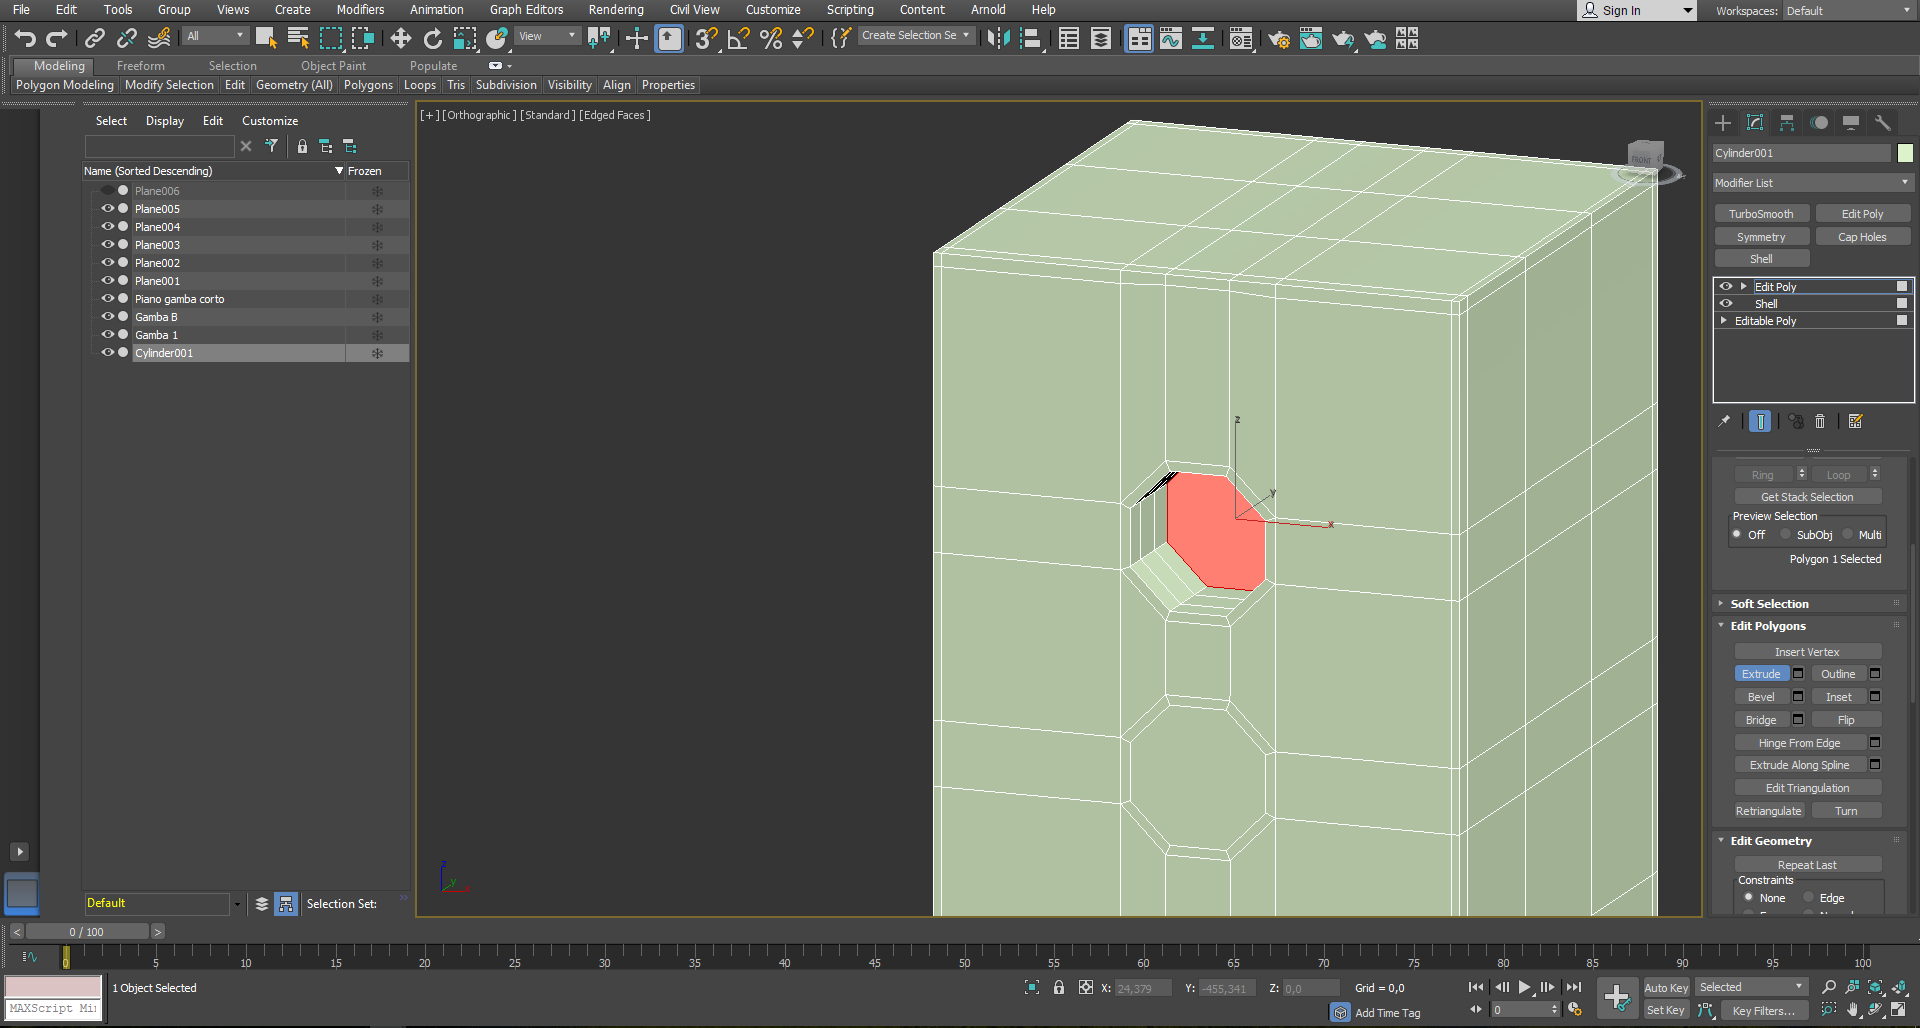 File Edit Tools Group Views Create Modifiers Animation Graph Editors Rendering Civil View Customize Scripting Content Arnold Help Sign In Workspaces: Default
All View Create Selection Se
Modeling Freeform Selection Object Paint Populate
Polygon Modeling Modify Selection Edit Geometry (All) Polygons Loops Tris Subdivision Visibility Align Properties
Select Display Edit Customize
Name (Sorted Descending) Frozen
Plane006
Plane005
Plane004
Plane003
Plane002
Plane001
Piano gamba corto
Gamba B
Gamba 1
Cylinder001
Default Selection Set:
[+] [Orthographic] [Standard] [Edged Faces]
FRONT
z
y
x
z
y
x
Cylinder001
Modifier List
TurboSmooth Edit Poly
Symmetry Cap Holes
Shell
Edit Poly
Shell
Editable Poly
Ring Loop
Get Stack Selection
Preview Selection
Off SubObj Multi
Polygon 1 Selected
Soft Selection
Edit Polygons
Insert Vertex
Extrude Outline
Bevel Inset
Bridge Flip
Hinge From Edge
Extrude Along Spline
Edit Triangulation
Retriangulate Turn
Edit Geometry
Repeat Last
Constraints
None Edge
< 0 / 100 >
0 5 10 15 20 25 30 35 40 45 50 55 60 65 70 75 80 85 90 95 100
MAXScript Mi
1 Object Selected
X: 24,379 Y: -455,341 Z: 0,0 Grid = 0,0
Add Time Tag
0
Auto Key Selected
Set Key Key Filters...